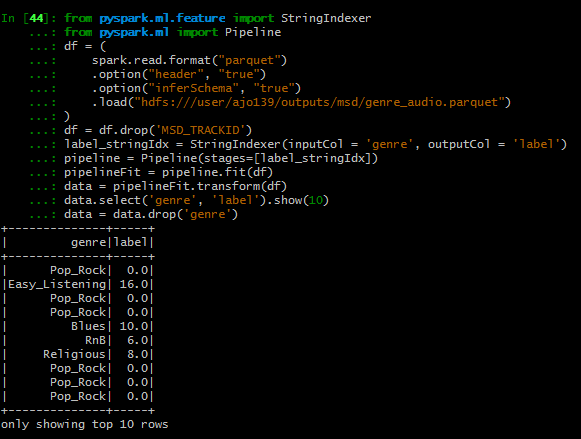 In [44]: from pyspark.ml.feature import StringIndexer
    ...: from pyspark.ml import Pipeline
    ...: df = (
    ...:     spark.read.format("parquet")
    ...:     .option("header", "true")
    ...:     .option("inferSchema", "true")
    ...:     .load("hdfs:///user/ajo139/outputs/msd/genre_audio.parquet")
    ...: )
    ...: df = df.drop('MSD_TRACKID')
    ...: label_stringIdx = StringIndexer(inputCol = 'genre', outputCol = 'label')
    ...: pipeline = Pipeline(stages=[label_stringIdx])
    ...: pipelineFit = pipeline.fit(df)
    ...: data = pipelineFit.transform(df)
    ...: data.select('genre', 'label').show(10)
    ...: data = data.drop('genre')
+--------------+-----+
|         genre|label|
+--------------+-----+
|      Pop_Rock|  0.0|
|Easy_Listening| 16.0|
|      Pop_Rock|  0.0|
|      Pop_Rock|  0.0|
|         Blues| 10.0|
|           RnB|  6.0|
|     Religious|  8.0|
|      Pop_Rock|  0.0|
|      Pop_Rock|  0.0|
|      Pop_Rock|  0.0|
+--------------+-----+
only showing top 10 rows